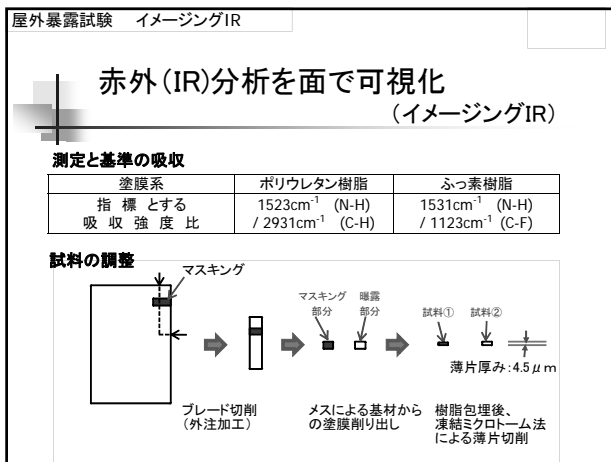 屋外暴露試験 イメージングIR
赤外(IR)分析を面で可視化
(イメージングIR)
測定と基準の吸収
塗膜系 ポリウレタン樹脂 ふっ素樹脂
指標とする 1523cm-1 (N-H) 1531cm-1 (N-H)
吸収強度比 / 2931cm-1 (C-H) / 1123cm-1 (C-F)
試料の調整
マスキング
マスキング 曝露
部分 部分 試料① 試料②
薄片厚み:4.5μm
ブレード切削 メスによる基材から 樹脂包埋後、
(外注加工) の塗膜削り出し 凍結ミクロトーム法
による薄片切削